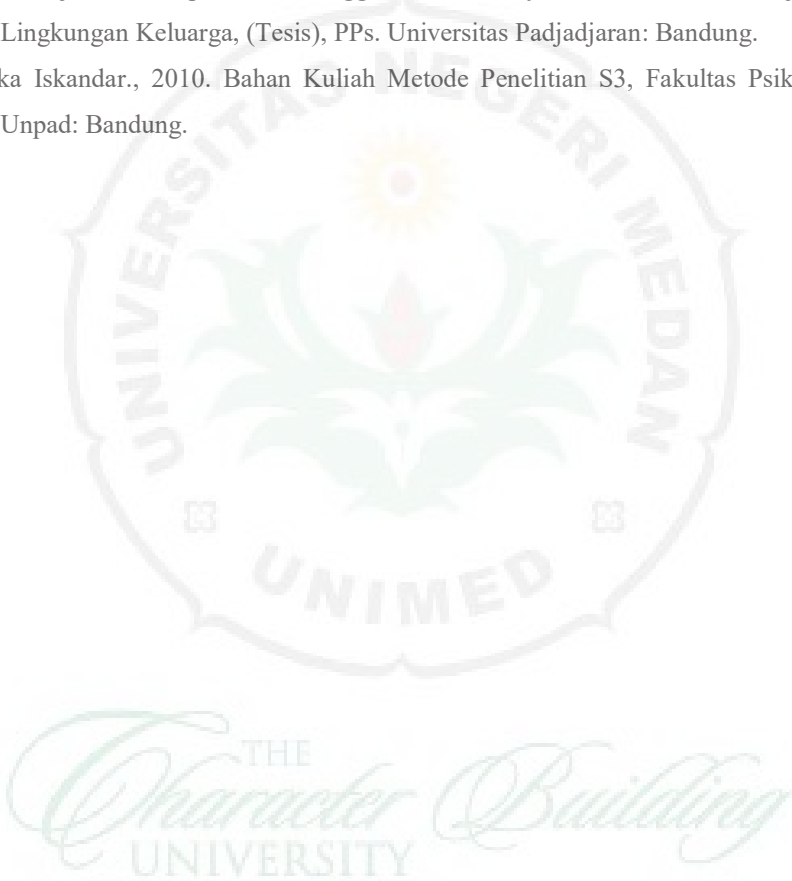 Lingkungan Keluarga, (Tesis), PPs. Universitas Padjadjaran: Bandung.
ka Iskandar., 2010. Bahan Kuliah Metode Penelitian S3, Fakultas Psik
Unpad: Bandung.
UNIVERSITAS NEGERI MEDAN
UNIMED
THE
Character Building
UNIVERSITY